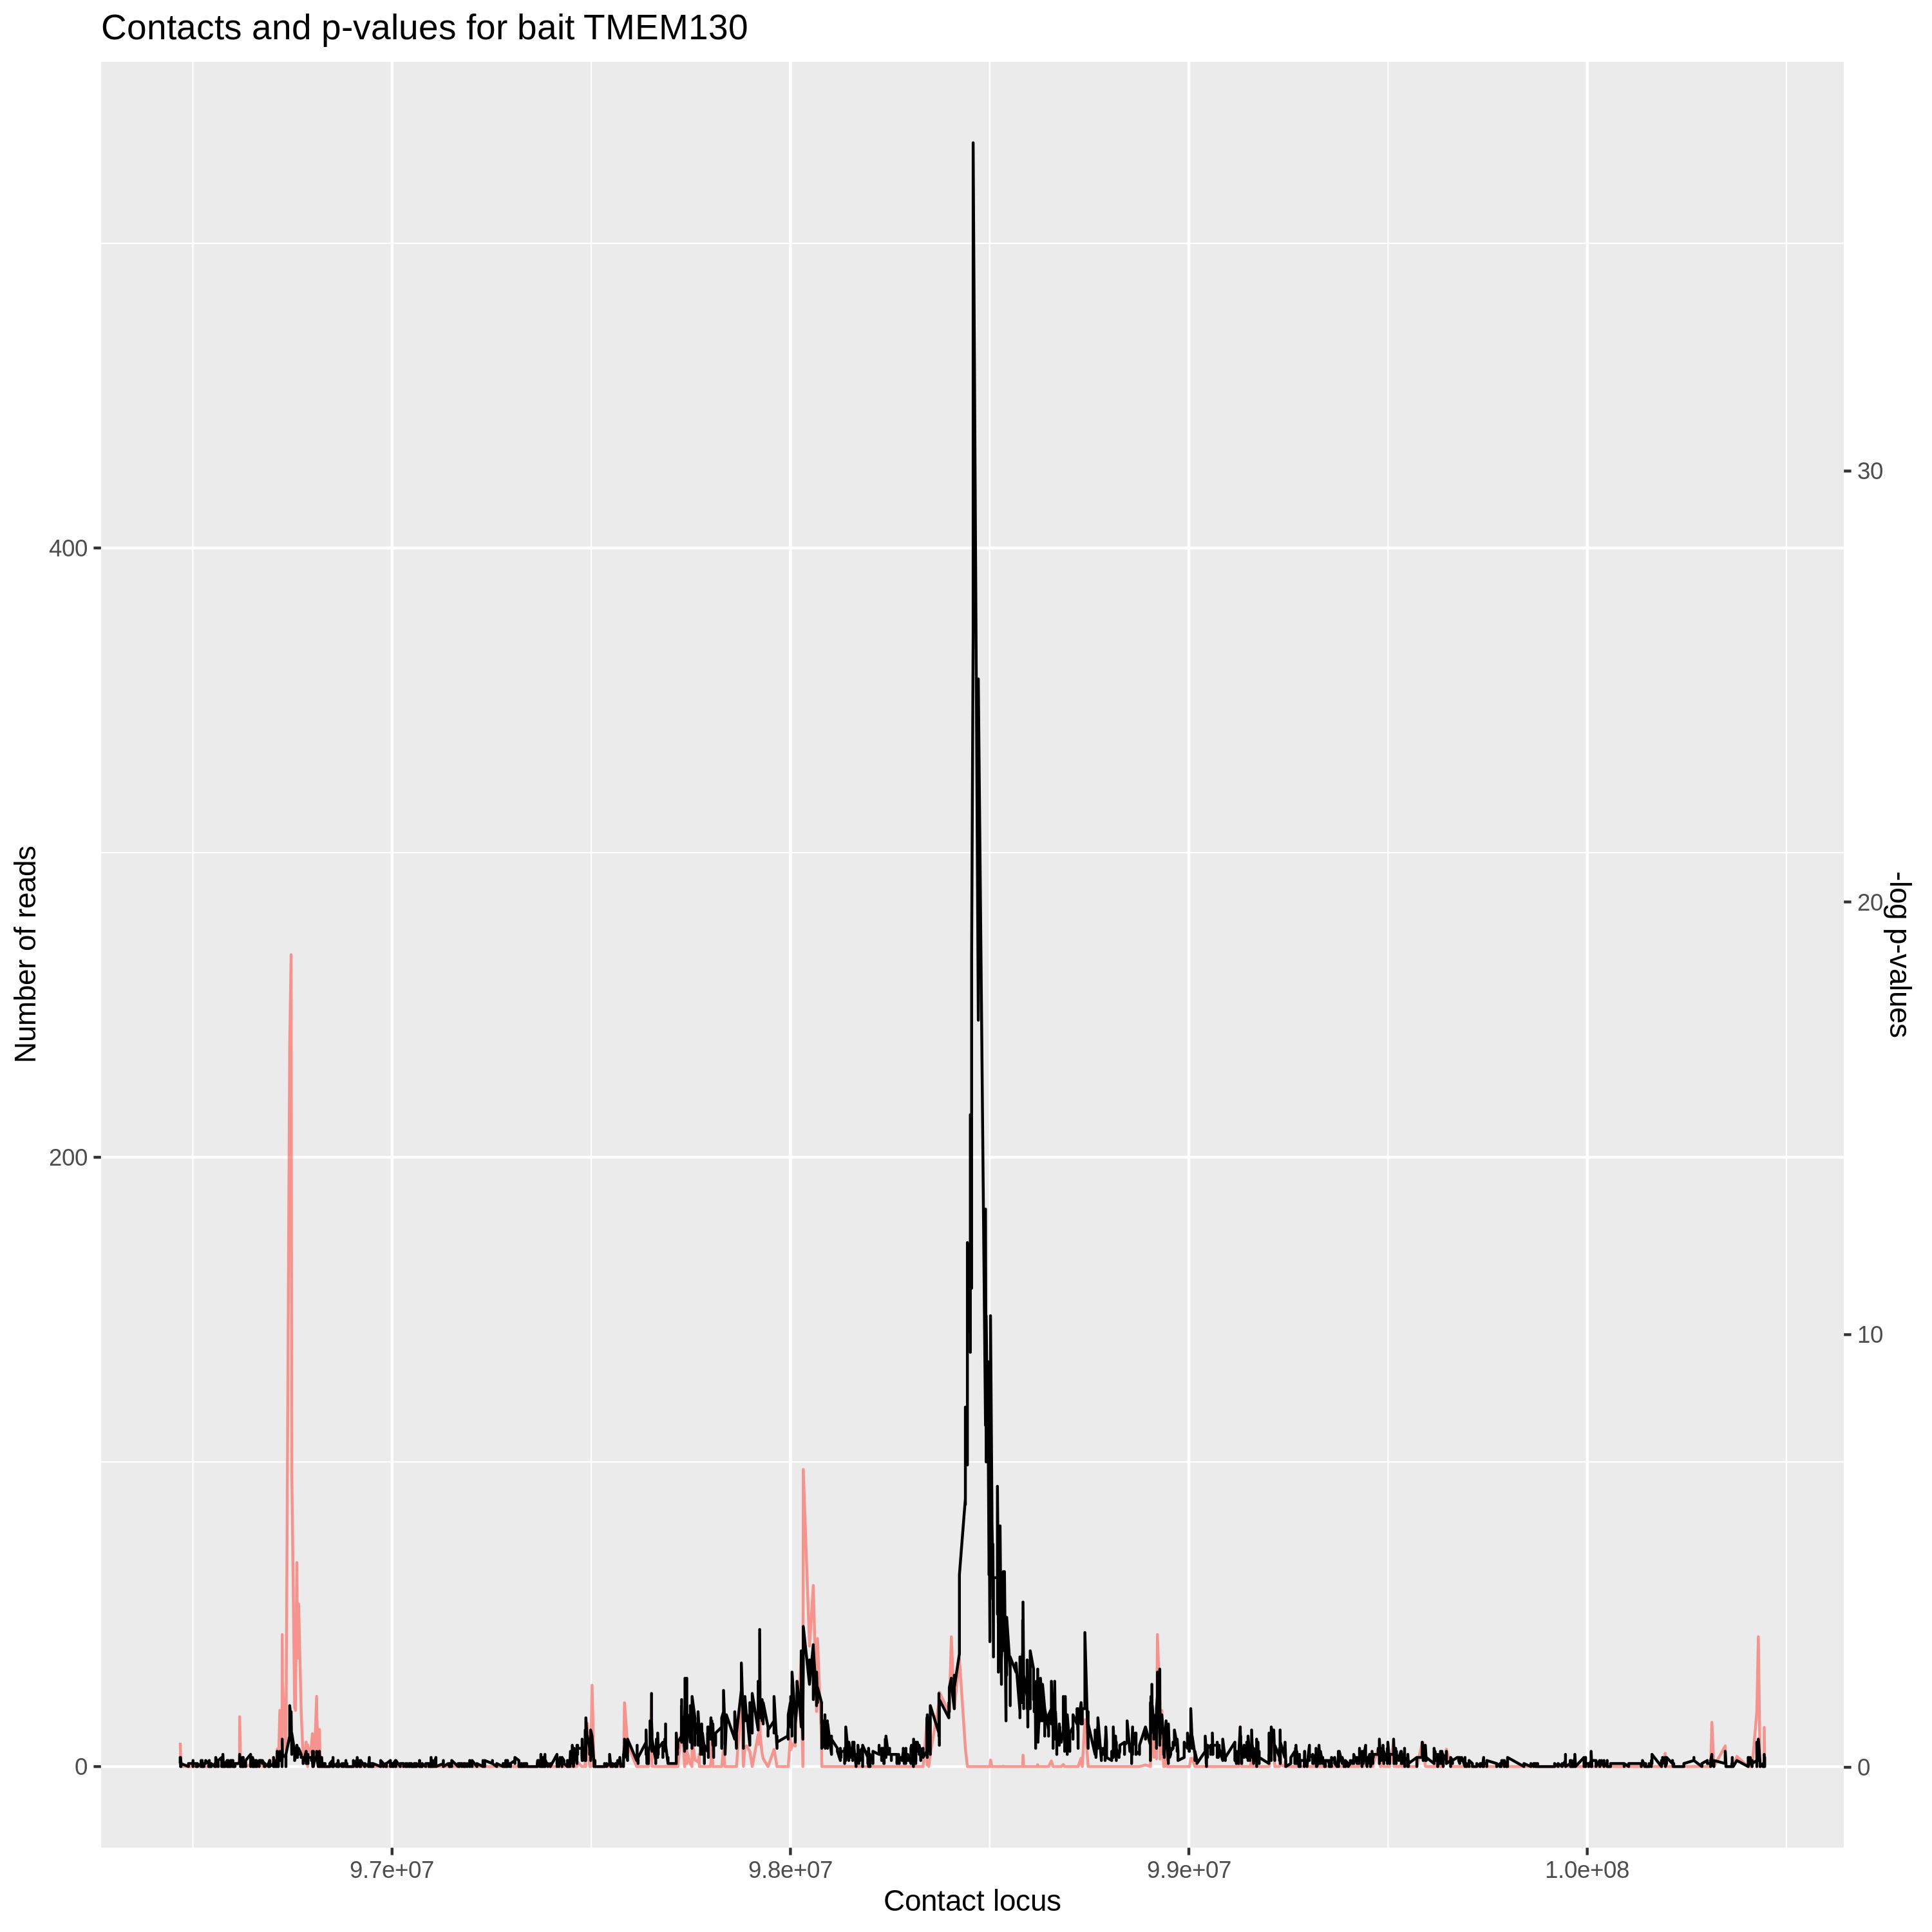 Contacts and p-values for bait TMEM130
Number of reads
400
200
0
30
20
10
0
-log p-values
9.7e+07
9.8e+07
9.9e+07
1.0e+08
Contact locus